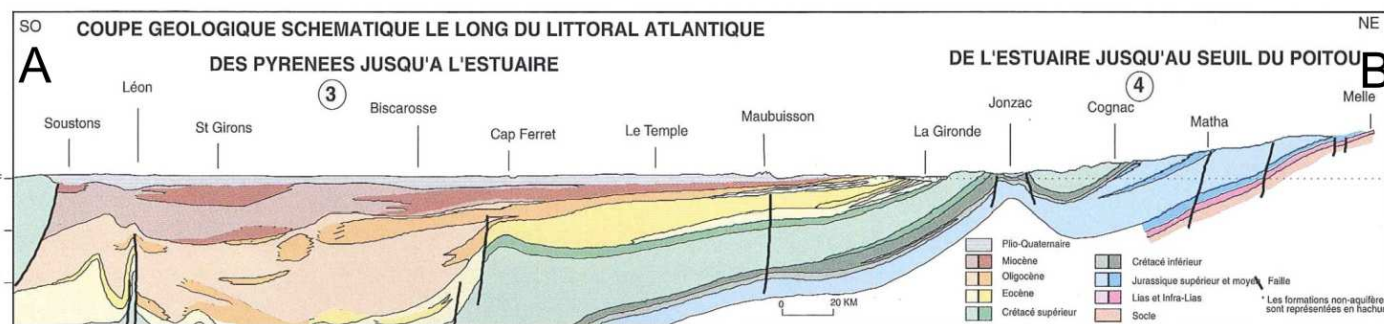 SO
NE
COUPE GEOLOGIQUE SCHEMATIQUE LE LONG DU LITTORAL ATLANTIQUE
A
DES PYRENEES JUSQU'A L'ESTUAIRE
3
DE L'ESTUAIRE JUSQU'AU SEUIL DU POITOU
4
B
Soustons
Léon
St Girons
Biscarosse
Cap Ferret
Le Temple
Maubuisson
La Gironde
Jonzac
Cognac
Matha
Melle
Plio-Quaternaire
Miocène
Oligocène
Eocène
Crétacé supérieur
Crétacé inférieur
Jurassique supérieur et moyen
Lias et Infra-Lias
Socle
Faille
* Les formations non-aquifère
sont représentées en hachur
0 20 KM